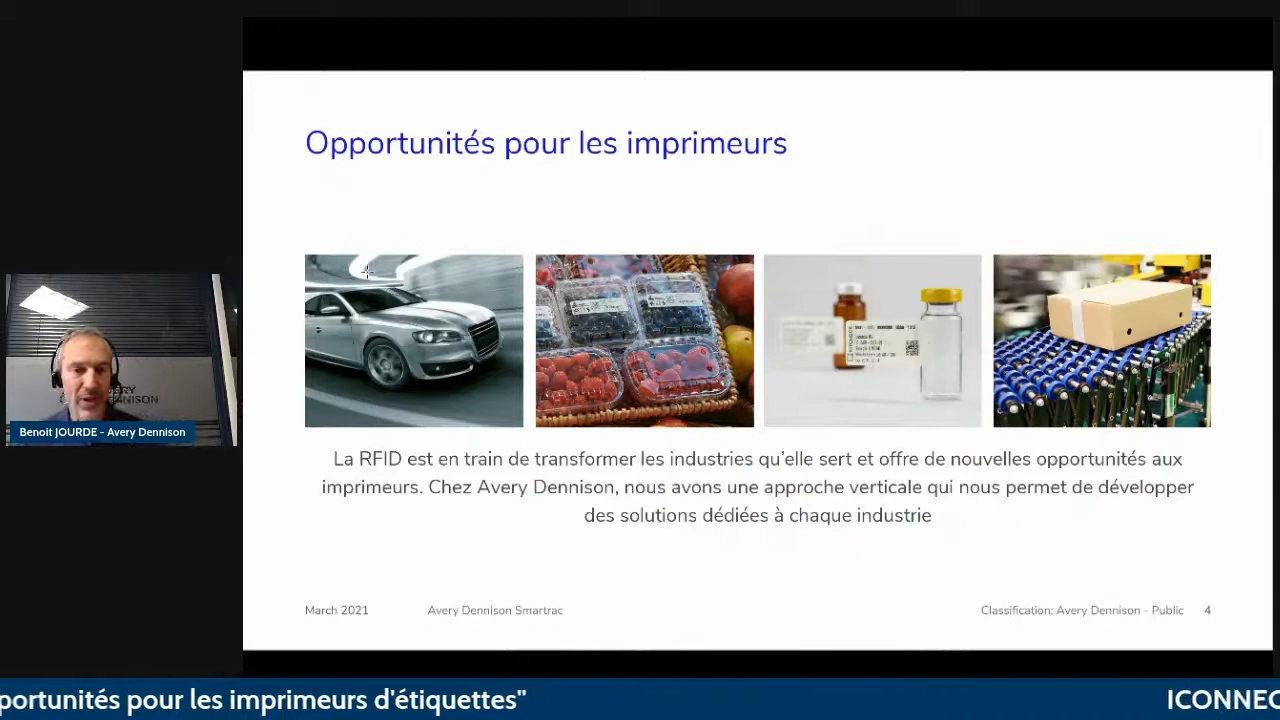 Opportunités pour les imprimeurs
La RFID est en train de transformer les industries qu'elle sert et offre de nouvelles opportunités aux
imprimeurs. Chez Avery Dennison, nous avons une approche verticale qui nous permet de développer
des solutions dédiées à chaque industrie
March 2021
Avery Dennison Smartrac
Classification: Avery Dennison - Public
4
DENNISON
Benoit JOURDE - Avery Dennison
portunités pour les imprimeurs d'étiquettes"
ICONNEC